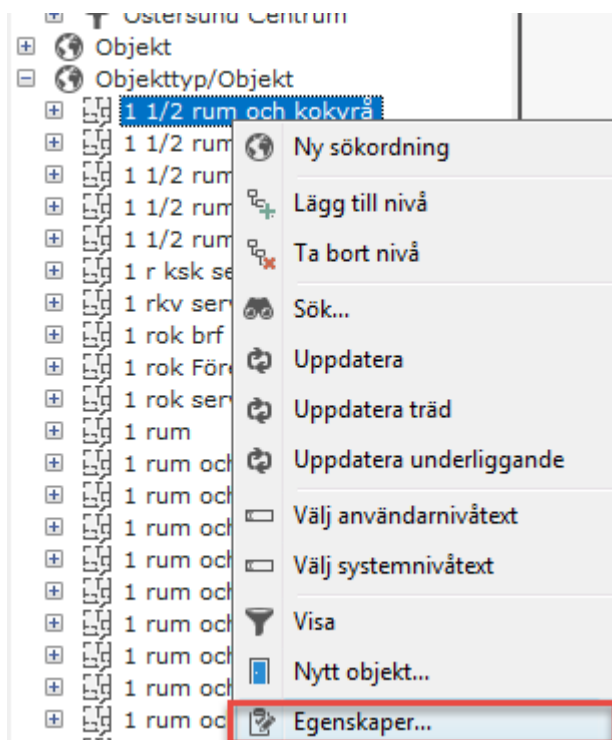 Östersund Centrum
Objekt
Objekttyp/Objekt
1 1/2 rum och kokvrå
1 1/2 rum
1 1/2 rum
1 1/2 rum
1 1/2 rum
1 r ksk se
1 rkv serv
1 rok brf
1 rok Före
1 rok serv
1 rum
1 rum och
1 rum och
1 rum och
1 rum och
1 rum och
1 rum och
1 rum och
1 rum och
1 rum oc
Ny sökordning
Lägg till nivå
Ta bort nivå
Sök...
Uppdatera
Uppdatera träd
Uppdatera underliggande
Välj användarnivåtext
Välj systemnivåtext
Visa
Nytt objekt...
Egenskaper...